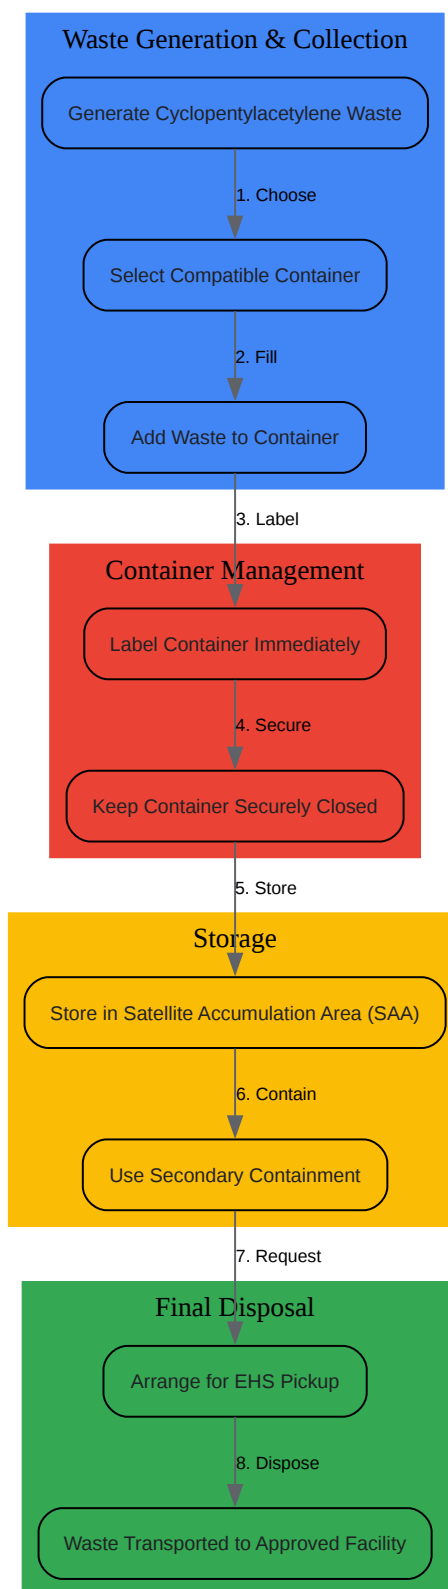 Waste Generation & Collection
Generate Cyclopentylacetylene Waste
1. Choose
Select Compatible Container
2. Fill
Add Waste to Container
3. Label
Container Management
Label Container Immediately
4. Secure
Keep Container Securely Closed
5. Store
Storage
Store in Satellite Accumulation Area (SAA)
6. Contain
Use Secondary Containment
7. Request
Final Disposal
Arrange for EHS Pickup
8. Dispose
Waste Transported to Approved Facility